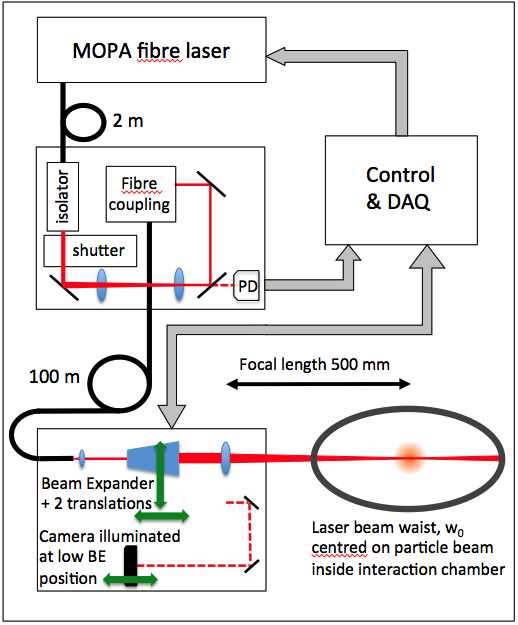 MOPA fibre laser
2 m
isolator
Fibre
coupling
shutter
PD
Control
& DAQ
100 m
Focal length 500 mm
Beam Expander
+ 2 translations
Camera illuminated
at low BE
position
Laser beam waist, w₀
centred on particle beam
inside interaction chamber